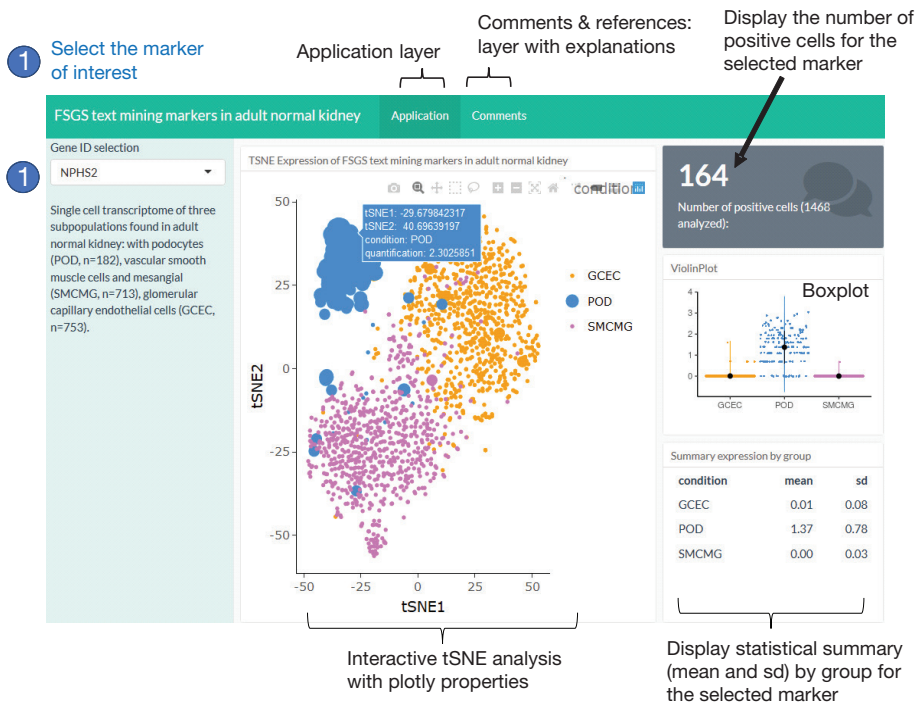 1
Select the marker
of interest
Application layer
Comments & references:
layer with explanations
Display the number of
positive cells for the
selected marker
FSGS text mining markers in adult normal kidney
Application
Comments
1
Gene ID selection
NPHS2
Single cell transcriptome of three
subpopulations found in adult
normal kidney: with podocytes
(POD, n=182), vascular smooth
muscle cells and mesangial
(SMCMG, n=713), glomerular
capillary endothelial cells (GCEC,
n=753).
TSNE Expression of FSGS text mining markers in adult normal kidney
condition
tSNE1: -29.679842317
tSNE2: 40.69639197
condition: POD
quantification: 2.3025851
50
25
0
-25
-50
tSNE2
-50
-25
0
25
50
tSNE1
GCEC
POD
SMCMG
164
Number of positive cells (1468
analyzed):
ViolinPlot
Boxplot
4
3
2
1
0
GCEC
POD
SMCMG
Summary expression by group
condition mean sd
GCEC 0.01 0.08
POD 1.37 0.78
SMCMG 0.00 0.03
Interactive tSNE analysis
with plotly properties
Display statistical summary
(mean and sd) by group for
the selected marker